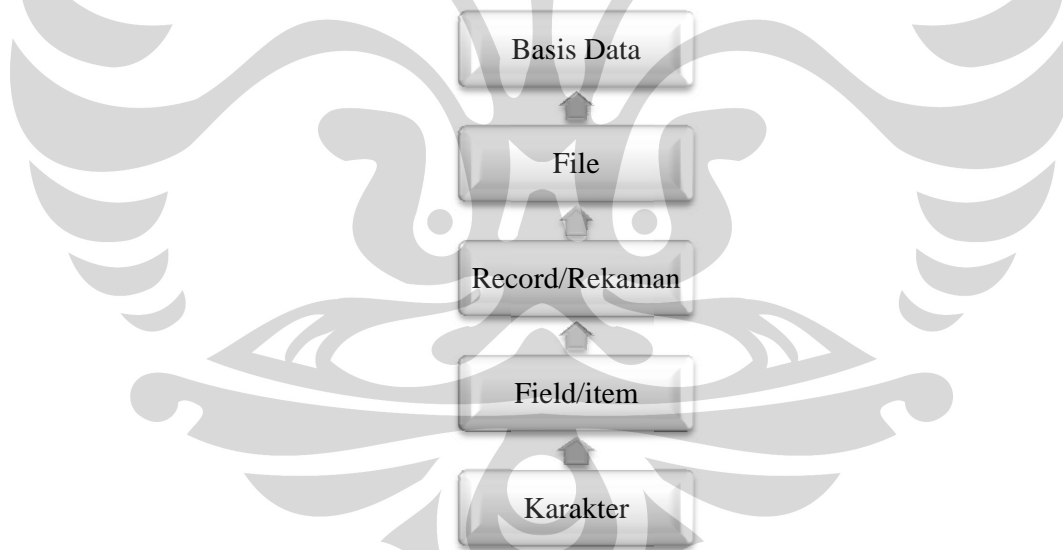 Basis Data
File
Record/Rekaman
Field/item
Karakter